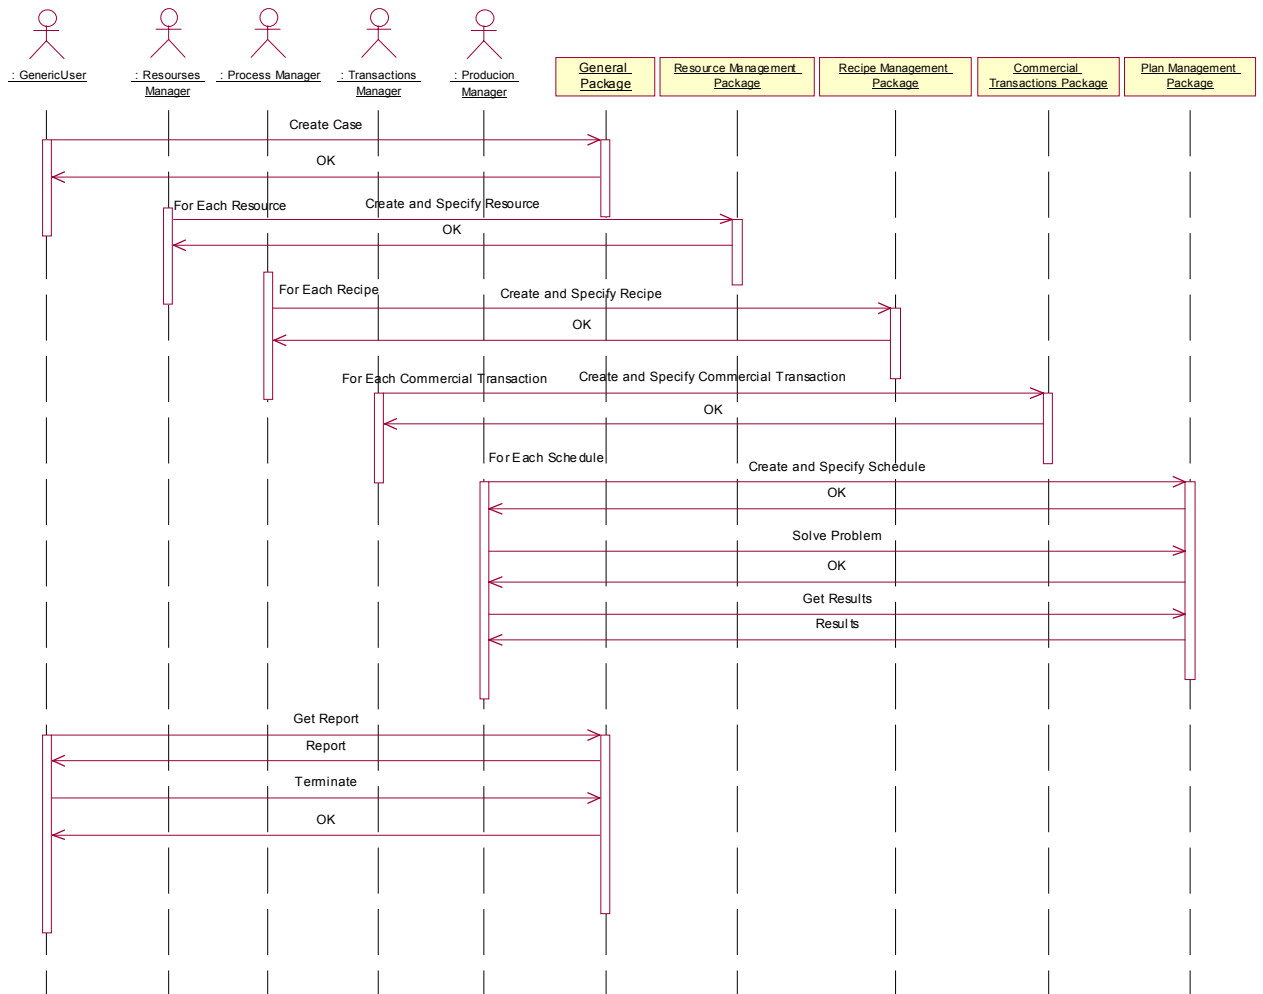 : GenericUser
: Resourses
Manager
: Process Manager
: Transactions
Manager
: Producion
Manager
General
Package
Resource Management
Package
Recipe Management
Package
Commercial
Transactions Package
Plan Management
Package
Create Case
OK
For Each Resource
Create and Specify Resource
OK
For Each Recipe
Create and Specify Recipe
OK
For Each Commercial Transaction
Create and Specify Commercial Transaction
OK
For Each Schedule
Create and Specify Schedule
OK
Solve Problem
OK
Get Results
Results
Get Report
Report
Terminate
OK